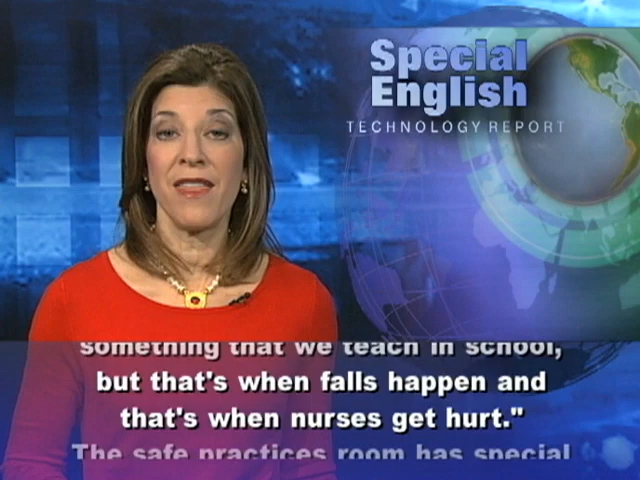 Special
English
TECHNOLOGY REPORT
something that we teach in school,
but that's when falls happen and
that's when nurses get hurt."
The safe practices room has special